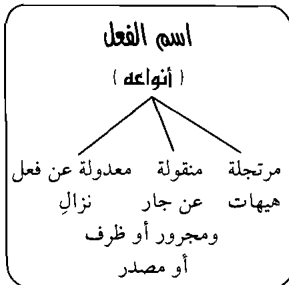 اسم الفعل
( أنواعه )
مرتجلة منقولة معدولة عن فعل
هيهات عن جار نزالِ
ومجرور أو ظرف
أو مصدر